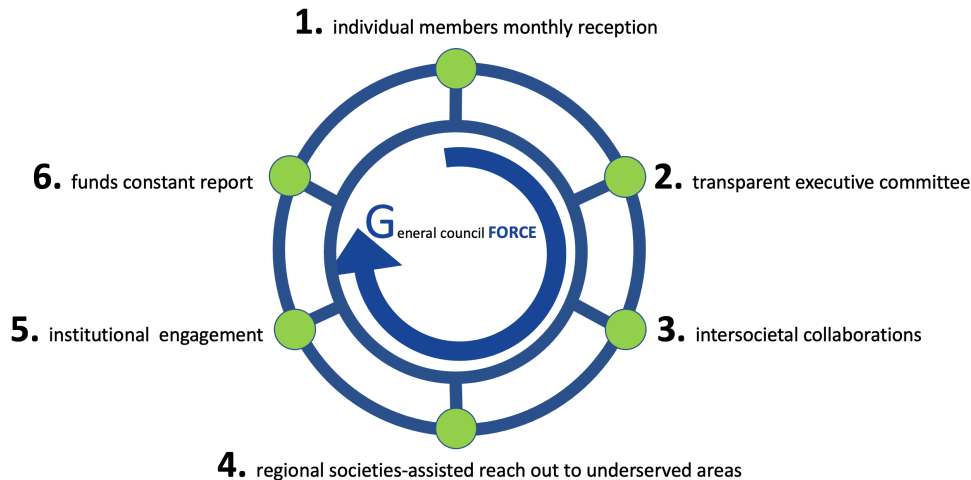 1. individual members monthly reception
6. funds constant report
2. transparent executive committee
General council FORCE
5. institutional engagement
3. intersocietal collaborations
4. regional societies-assisted reach out to underserved areas